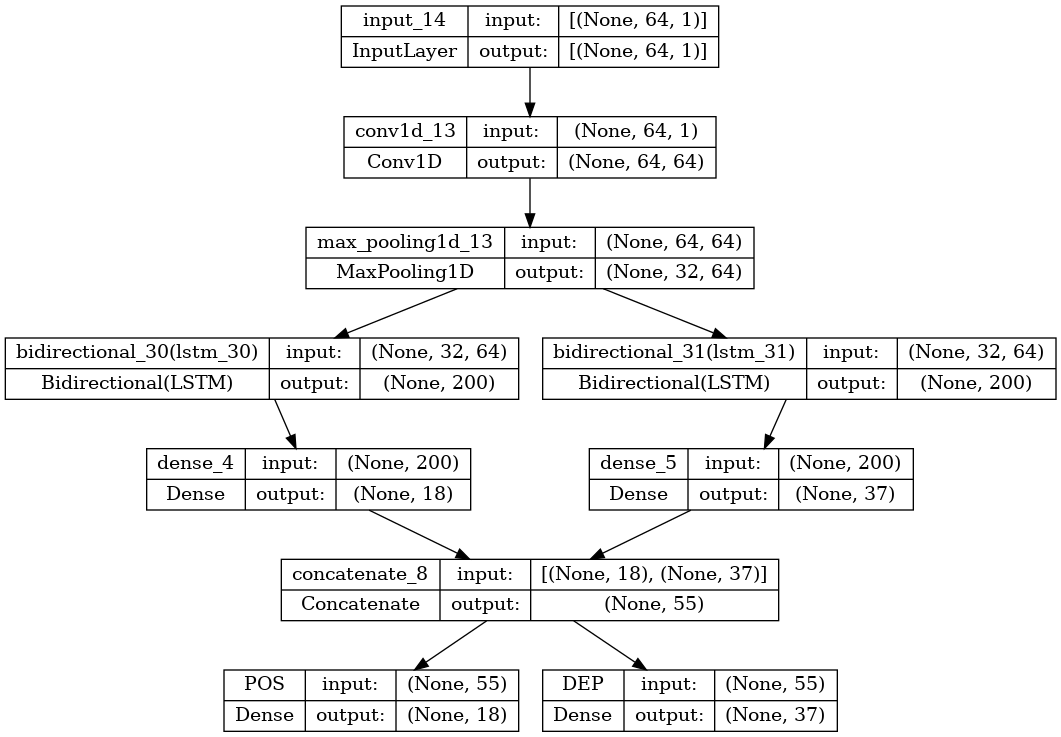 input_14 input: [(None, 64, 1)]
InputLayer output: [(None, 64, 1)]
conv1d_13 input: (None, 64, 1)
Conv1D output: (None, 64, 64)
max_pooling1d_13 input: (None, 64, 64)
MaxPooling1D output: (None, 32, 64)
bidirectional_30(lstm_30) input: (None, 32, 64)
Bidirectional(LSTM) output: (None, 200)
bidirectional_31(lstm_31) input: (None, 32, 64)
Bidirectional(LSTM) output: (None, 200)
dense_4 input: (None, 200)
Dense output: (None, 18)
dense_5 input: (None, 200)
Dense output: (None, 37)
concatenate_8 input: [(None, 18), (None, 37)]
Concatenate output: (None, 55)
POS input: (None, 55)
Dense output: (None, 18)
DEP input: (None, 55)
Dense output: (None, 37)